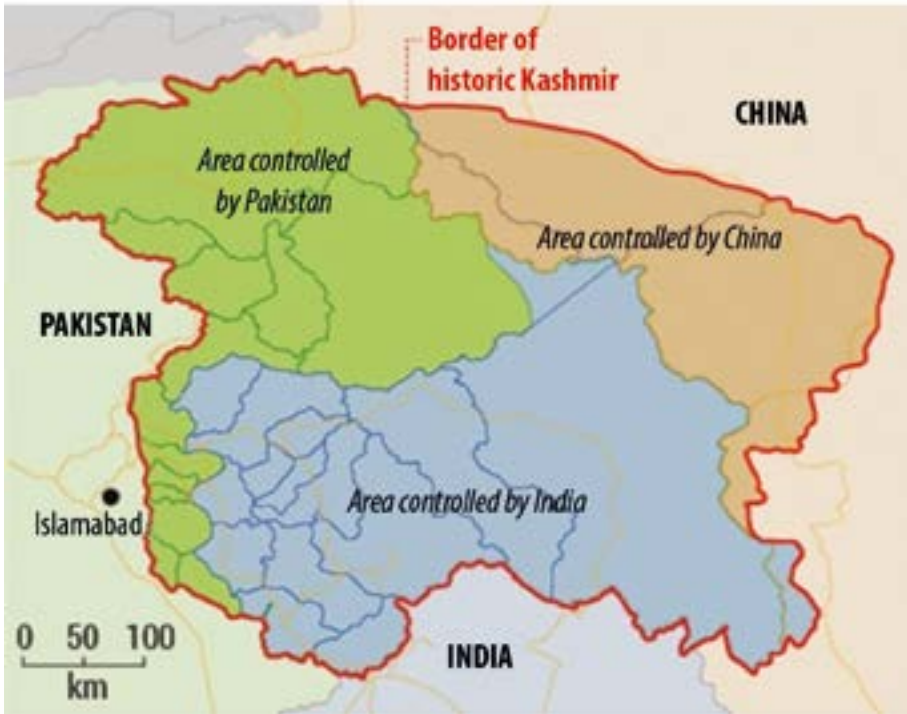 Border of
historic Kashmir
CHINA
Area controlled
by Pakistan
Area controlled by China
PAKISTAN
Area controlled by India
Islamabad
0 50 100
km
INDIA